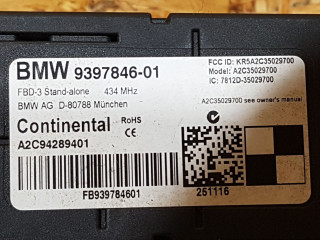 BMW 9397846-01
FBD-3 Stand-alone 434 MHz
BMW AG D-80788 München
FCC ID: KR5A2C35029700
Model: A2C35029700
IC: 7812D-35029700
A2C35029700 see owner's manual
Continental RoHS
CE
A2C94289401
FB939784601
251116